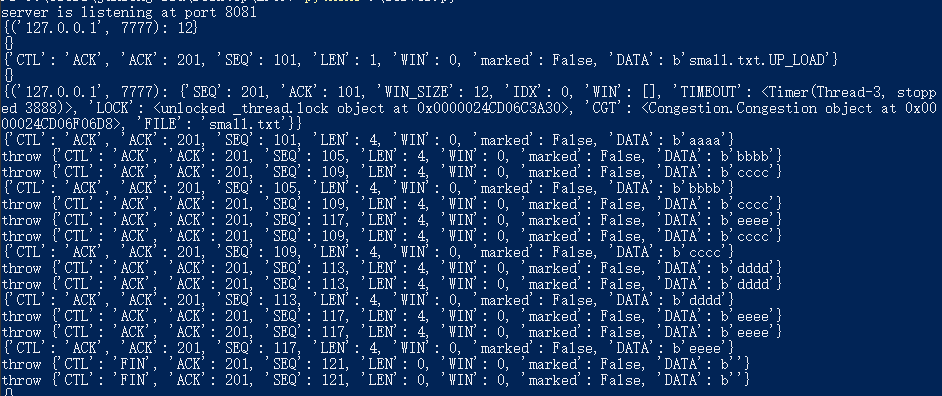 server is listening at port 8081
{('127.0.0.1', 7777): 12}
{}
{'CTL': 'ACK', 'ACK': 201, 'SEQ': 101, 'LEN': 1, 'WIN': 0, 'marked': False, 'DATA': b'small.txt.UP_LOAD'}
{}
{('127.0.0.1', 7777): {'SEQ': 201, 'ACK': 101, 'WIN_SIZE': 12, 'IDX': 0, 'WIN': [], 'TIMEOUT': <Timer(Thread-3, stopp
ed 3888)>, 'LOCK': <unlocked _thread.lock object at 0x0000024CD06C3A30>, 'CGT': <Congestion.Congestion object at 0x00
00024CD06F06D8>, 'FILE': 'small.txt'}}
{'CTL': 'ACK', 'ACK': 201, 'SEQ': 101, 'LEN': 4, 'WIN': 0, 'marked': False, 'DATA': b'aaaa'}
throw {'CTL': 'ACK', 'ACK': 201, 'SEQ': 105, 'LEN': 4, 'WIN': 0, 'marked': False, 'DATA': b'bbbb'}
throw {'CTL': 'ACK', 'ACK': 201, 'SEQ': 109, 'LEN': 4, 'WIN': 0, 'marked': False, 'DATA': b'cccc'}
{'CTL': 'ACK', 'ACK': 201, 'SEQ': 105, 'LEN': 4, 'WIN': 0, 'marked': False, 'DATA': b'bbbb'}
throw {'CTL': 'ACK', 'ACK': 201, 'SEQ': 109, 'LEN': 4, 'WIN': 0, 'marked': False, 'DATA': b'cccc'}
throw {'CTL': 'ACK', 'ACK': 201, 'SEQ': 117, 'LEN': 4, 'WIN': 0, 'marked': False, 'DATA': b'eeee'}
throw {'CTL': 'ACK', 'ACK': 201, 'SEQ': 109, 'LEN': 4, 'WIN': 0, 'marked': False, 'DATA': b'cccc'}
{'CTL': 'ACK', 'ACK': 201, 'SEQ': 109, 'LEN': 4, 'WIN': 0, 'marked': False, 'DATA': b'cccc'}
throw {'CTL': 'ACK', 'ACK': 201, 'SEQ': 113, 'LEN': 4, 'WIN': 0, 'marked': False, 'DATA': b'dddd'}
throw {'CTL': 'ACK', 'ACK': 201, 'SEQ': 113, 'LEN': 4, 'WIN': 0, 'marked': False, 'DATA': b'dddd'}
{'CTL': 'ACK', 'ACK': 201, 'SEQ': 113, 'LEN': 4, 'WIN': 0, 'marked': False, 'DATA': b'dddd'}
throw {'CTL': 'ACK', 'ACK': 201, 'SEQ': 117, 'LEN': 4, 'WIN': 0, 'marked': False, 'DATA': b'eeee'}
throw {'CTL': 'ACK', 'ACK': 201, 'SEQ': 117, 'LEN': 4, 'WIN': 0, 'marked': False, 'DATA': b'eeee'}
{'CTL': 'ACK', 'ACK': 201, 'SEQ': 117, 'LEN': 4, 'WIN': 0, 'marked': False, 'DATA': b'eeee'}
throw {'CTL': 'FIN', 'ACK': 201, 'SEQ': 121, 'LEN': 0, 'WIN': 0, 'marked': False, 'DATA': b''}
throw {'CTL': 'FIN', 'ACK': 201, 'SEQ': 121, 'LEN': 0, 'WIN': 0, 'marked': False, 'DATA': b''}